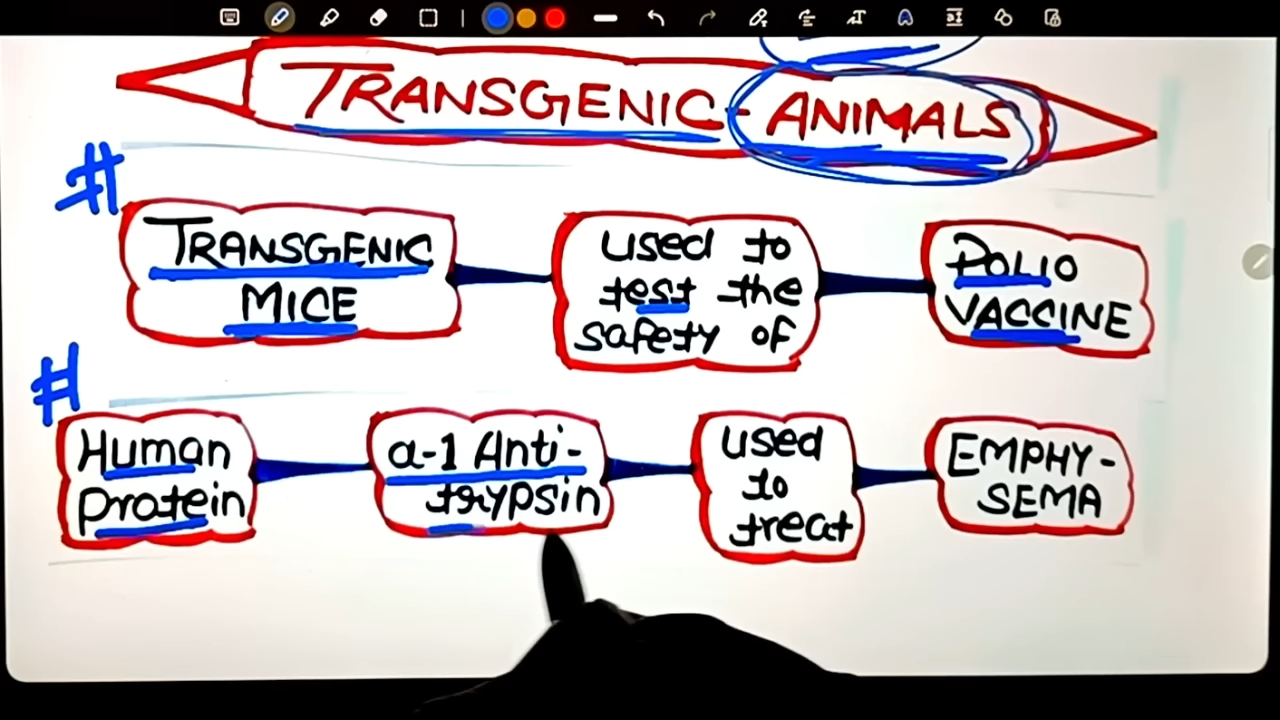 TRANSGENIC - ANIMALS
#
TRANSGENIC
MICE
used to
test the
safety of
POLIO
VACCINE
#
Human
protein
α-1 Anti-
trypsin
used
to
treat
EMPHY-
SEMA